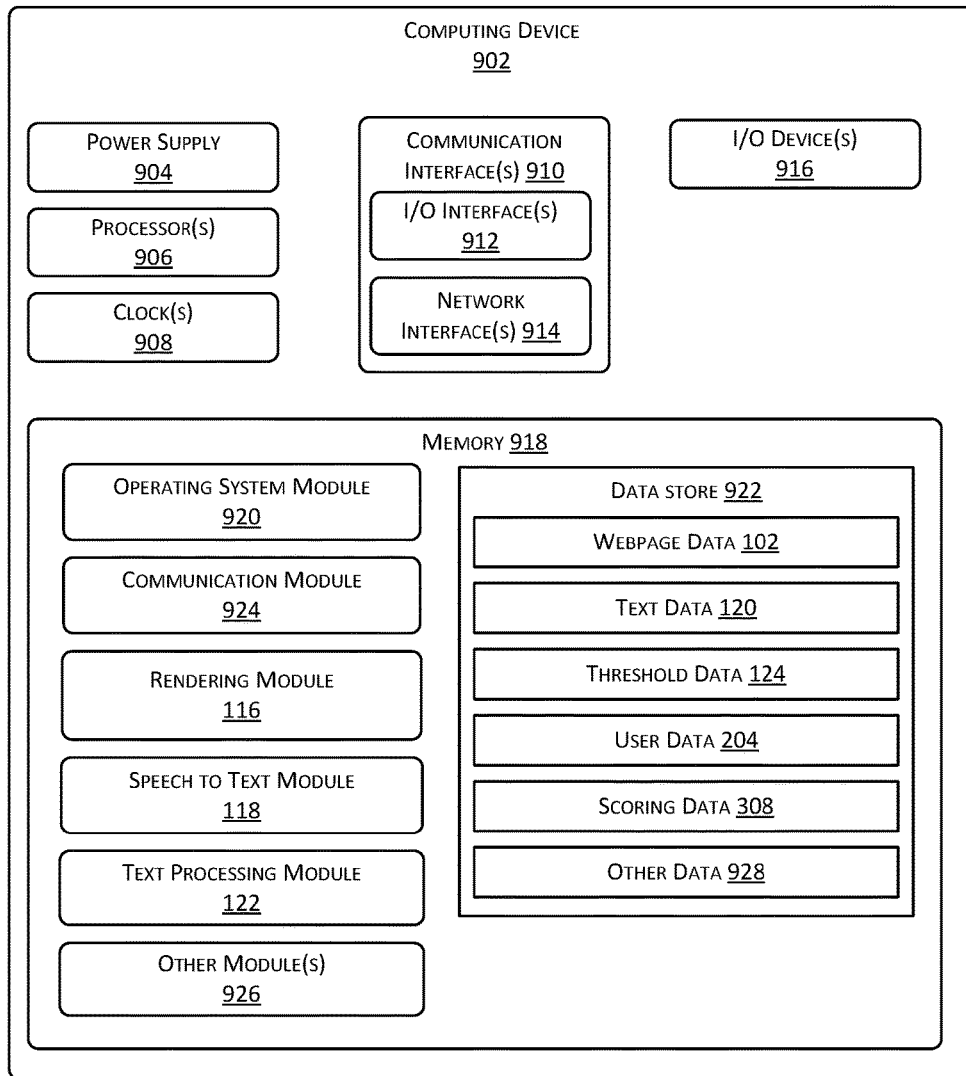 COMPUTING DEVICE
902
POWER SUPPLY
904
PROCESSOR(S)
906
CLOCK(S)
908
COMMUNICATION
INTERFACE(S) 910
I/O INTERFACE(S)
912
NETWORK
INTERFACE(S) 914
I/O DEVICE(S)
916
MEMORY 918
OPERATING SYSTEM MODULE
920
COMMUNICATION MODULE
924
RENDERING MODULE
116
SPEECH TO TEXT MODULE
118
TEXT PROCESSING MODULE
122
OTHER MODULE(S)
926
DATA STORE 922
WEBPAGE DATA 102
TEXT DATA 120
THRESHOLD DATA 124
USER DATA 204
SCORING DATA 308
OTHER DATA 928